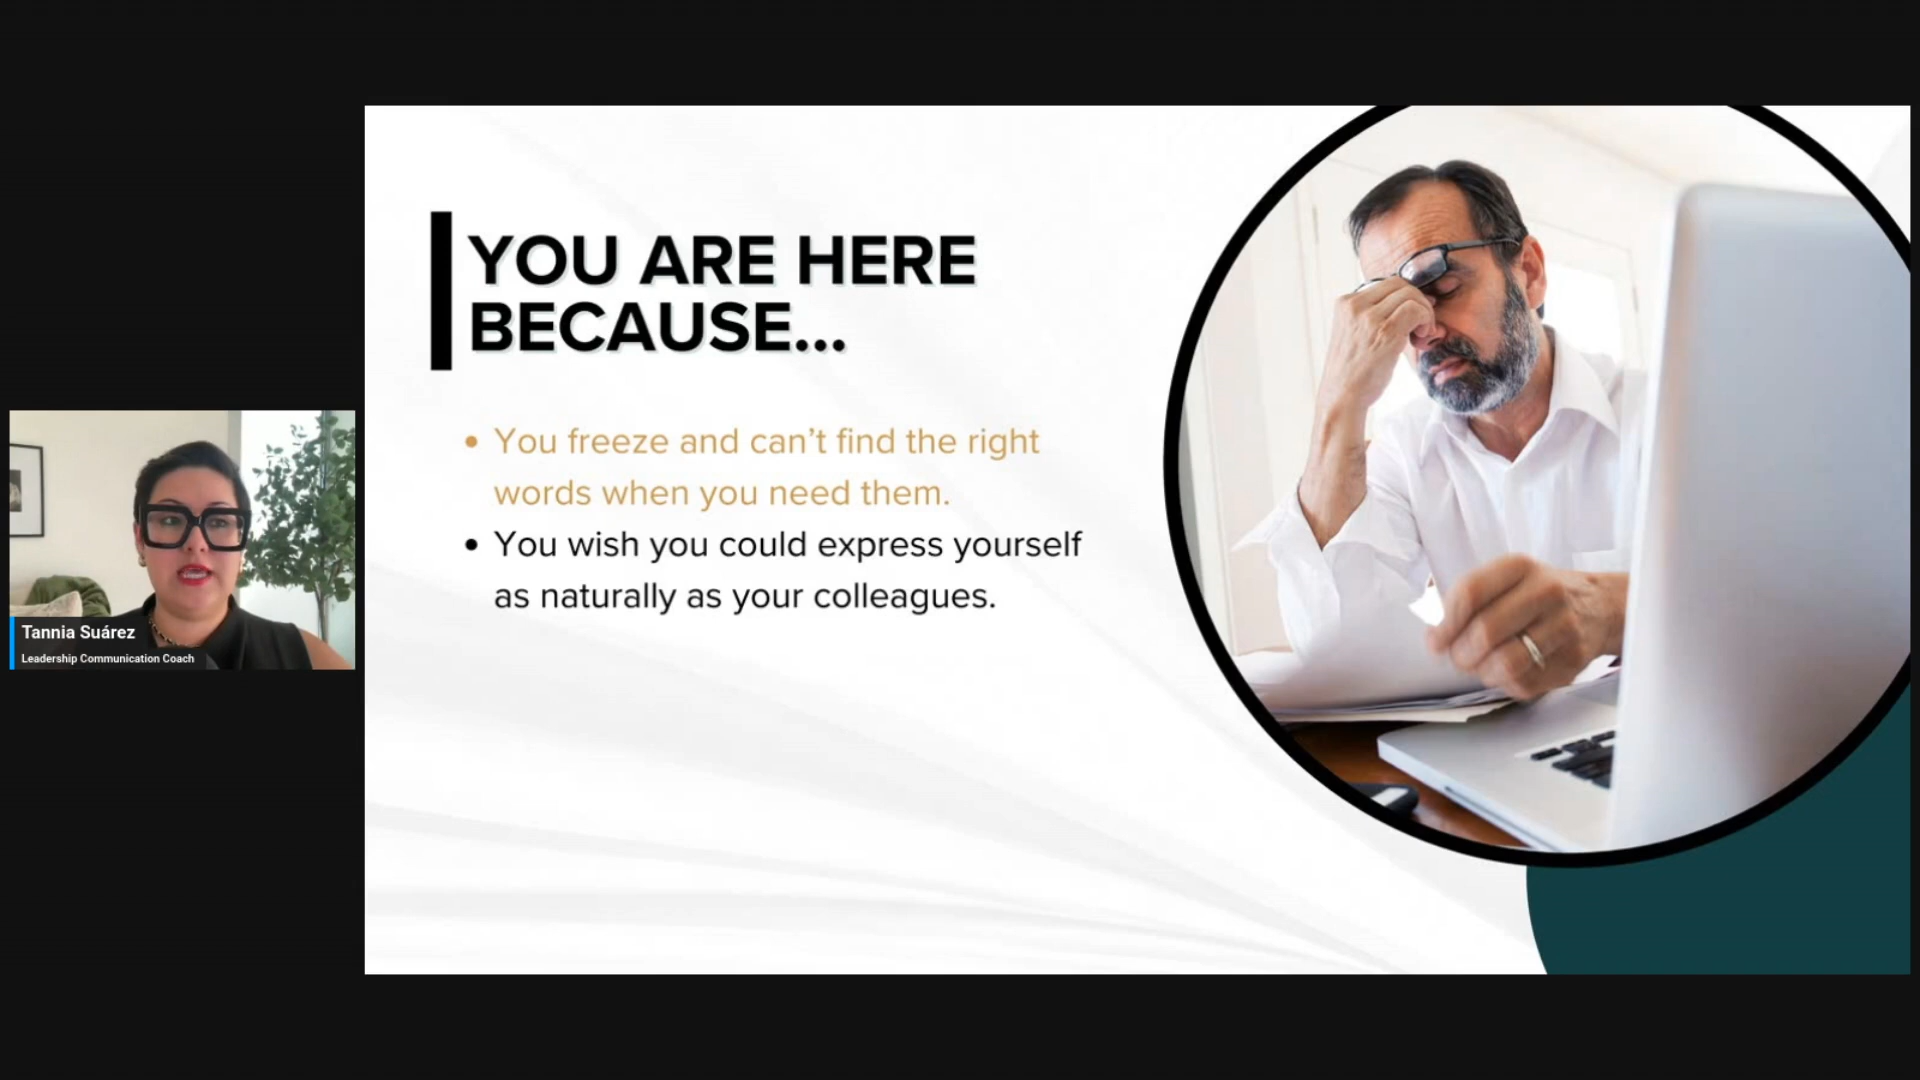 YOU ARE HERE
BECAUSE...
• You freeze and can’t find the right
words when you need them.
• You wish you could express yourself
as naturally as your colleagues.
Tannia Suárez
Leadership Communication Coach